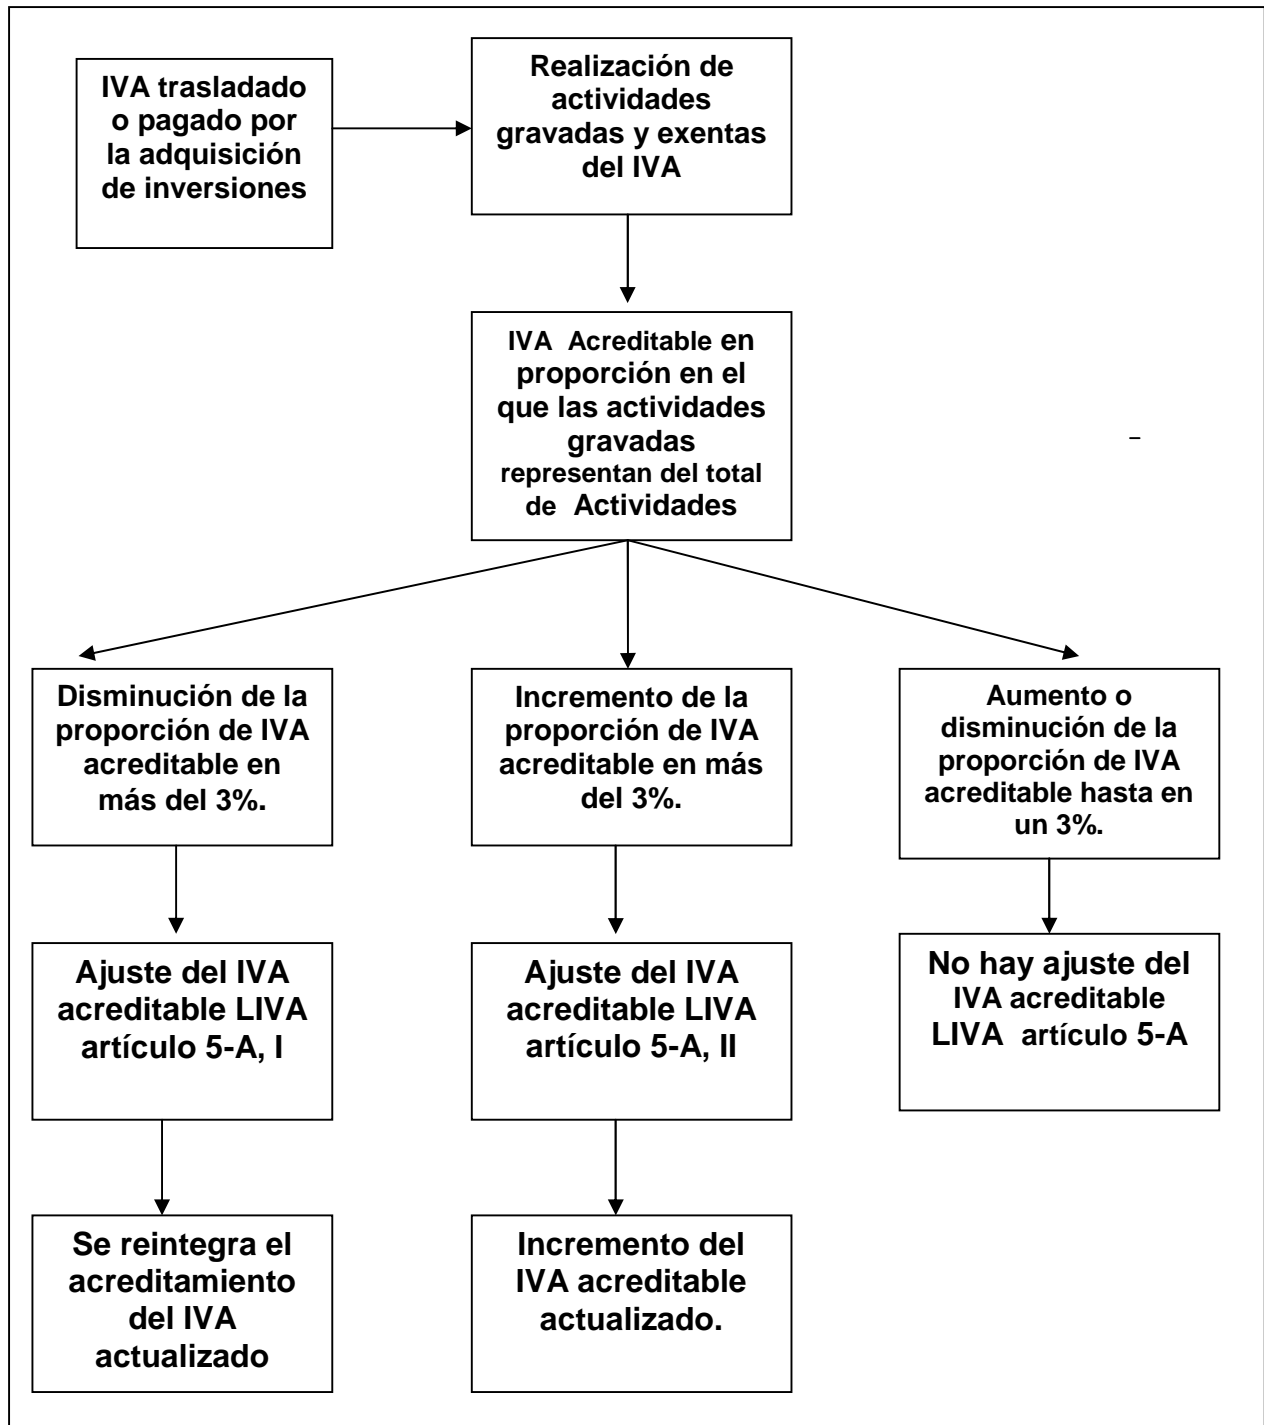 IVA trasladado
o pagado por
la adquisición
de inversiones
Realización de
actividades
gravadas y exentas
del IVA
IVA Acreditable en
proporción en el
que las actividades
gravadas
representan del total
de Actividades
–
Disminución de la
proporción de IVA
acreditable en
más del 3%.
Incremento de la
proporción de IVA
acreditable en más
del 3%.
Aumento o
disminución de la
proporción de IVA
acreditable hasta en
un 3%.
Ajuste del IVA
acreditable LIVA
artículo 5-A, I
Ajuste del IVA
acreditable LIVA
artículo 5-A, II
No hay ajuste del
IVA acreditable
LIVA artículo 5-A
Se reintegra el
acreditamiento
del IVA
actualizado
Incremento del
IVA acreditable
actualizado.